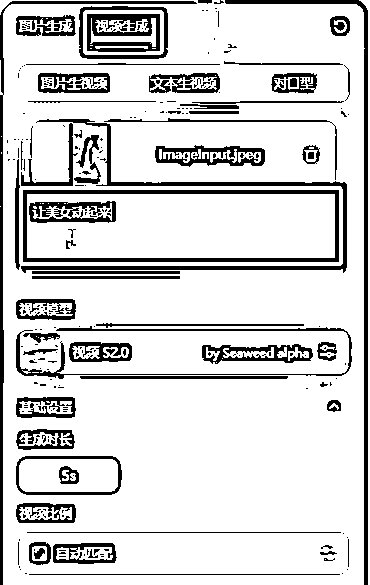 图片生成 视频生成
图片生视频 文本生视频 对口型
ImageInput.jpeg
让美女动起来
视频模型
视频 S2.0 by Seaweed alpha
基础设置
生成时长
5s
视频比例
自动匹配